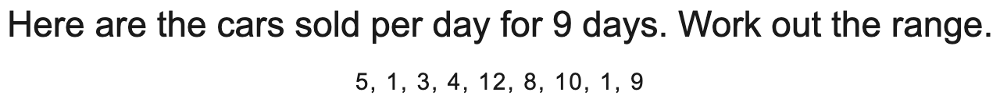 Here are the cars sold per day for 9 days. Work out the range.
5, 1, 3, 4, 12, 8, 10, 1, 9